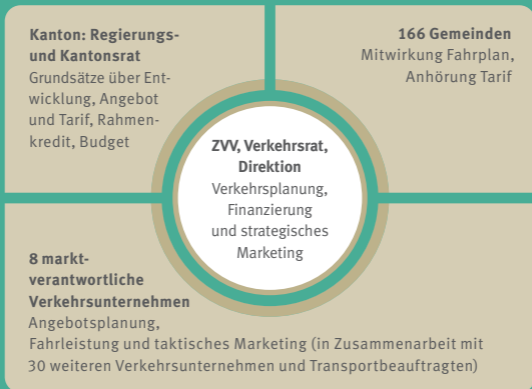 Kanton: Regierungs-
und Kantonsrat
Grundsätze über Ent-
wicklung, Angebot
und Tarif, Rahmen-
kredit, Budget
166 Gemeinden
Mitwirkung Fahrplan,
Anhörung Tarif
ZVV, Verkehrsrat,
Direktion
Verkehrsplanung,
Finanzierung
und strategisches
Marketing
8 markt-
verantwortliche
Verkehrsunternehmen
Angebotsplanung,
Fahrleistung und taktisches Marketing (in Zusammenarbeit mit
30 weiteren Verkehrsunternehmen und Transportbeauftragten)